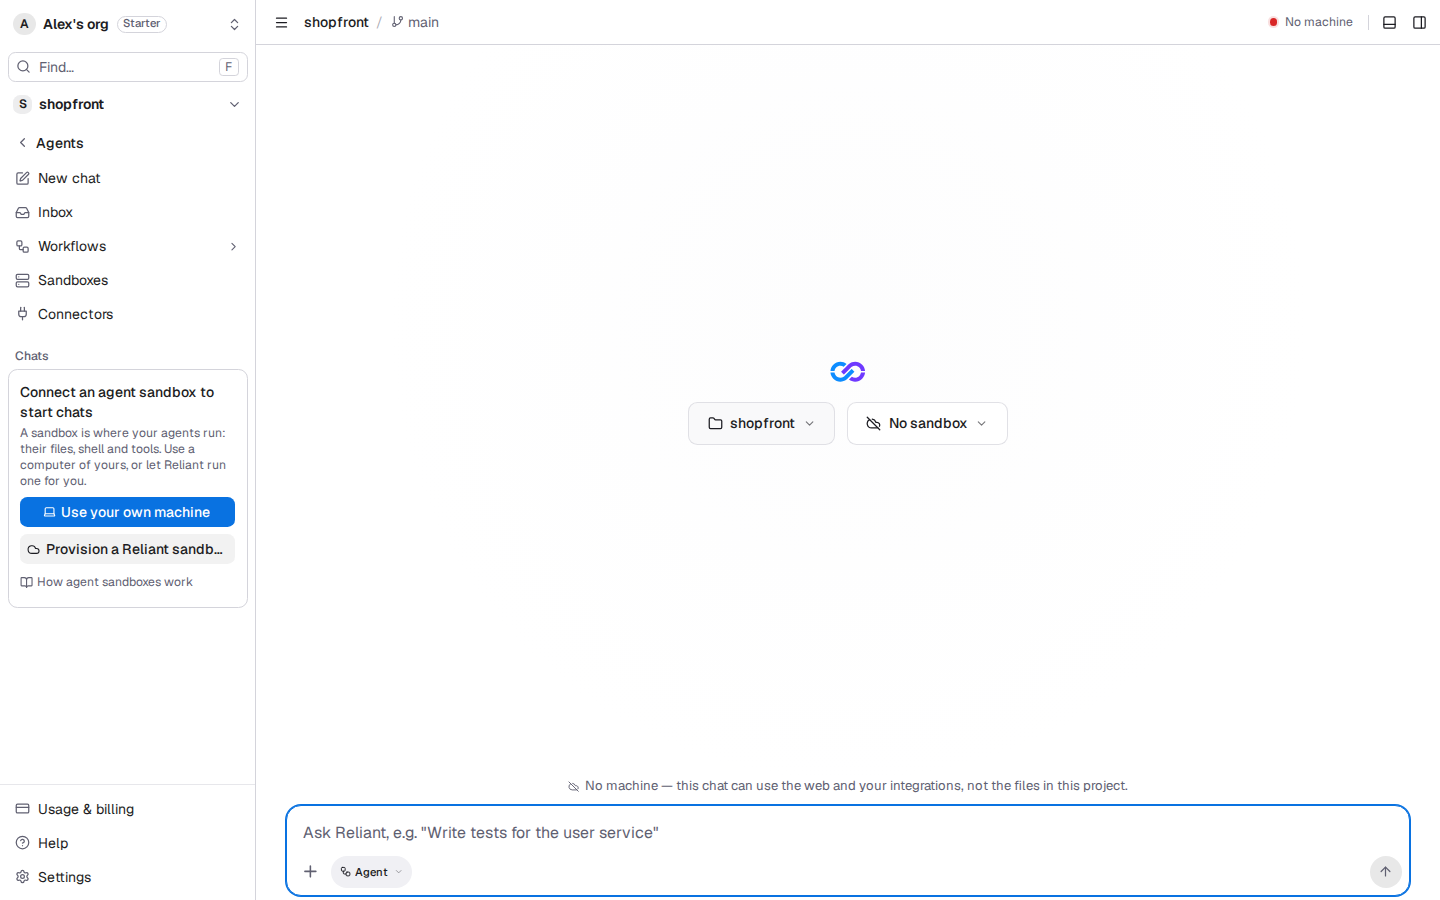 A Alex's org Starter
Find... F
S shopfront
Agents
New chat
Inbox
Workflows
Sandboxes
Connectors
Chats
Connect an agent sandbox to
start chats
A sandbox is where your agents run:
their files, shell and tools. Use a
computer of yours, or let Reliant run
one for you.
Use your own machine
Provision a Reliant sandb...
How agent sandboxes work
Usage & billing
Help
Settings
shopfront / main
No machine
shopfront
No sandbox
No machine — this chat can use the web and your integrations, not the files in this project.
Ask Reliant, e.g. "Write tests for the user service"
Agent